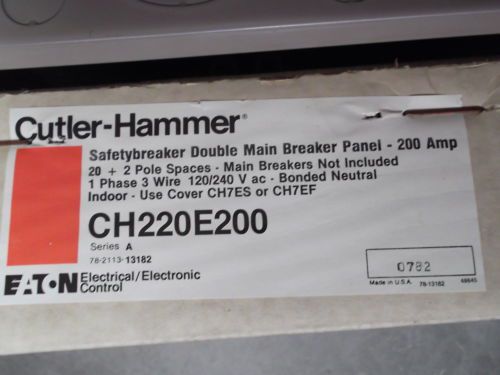 Cutler-Hammer®
Safetybreaker Double Main Breaker Panel - 200 Amp
20 + 2 Pole Spaces - Main Breakers Not Included
1 Phase 3 Wire 120/240 V ac - Bonded Neutral
Indoor - Use Cover CH7ES or CH7EF
CH220E200
Series A
78-2113-13182
EATON Electrical/Electronic
Control
0782
Made in U.S.A. 78-13182 49645